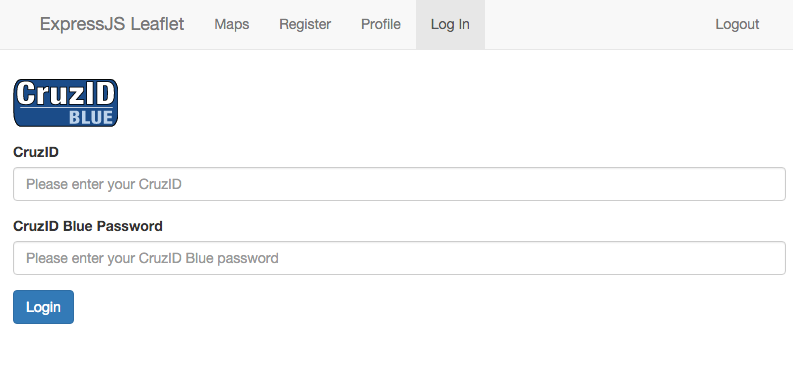 ExpressJS Leaflet Maps Register Profile Log In Logout
CruzID
BLUE
CruzID
Please enter your CruzID
CruzID Blue Password
Please enter your CruzID Blue password
Login